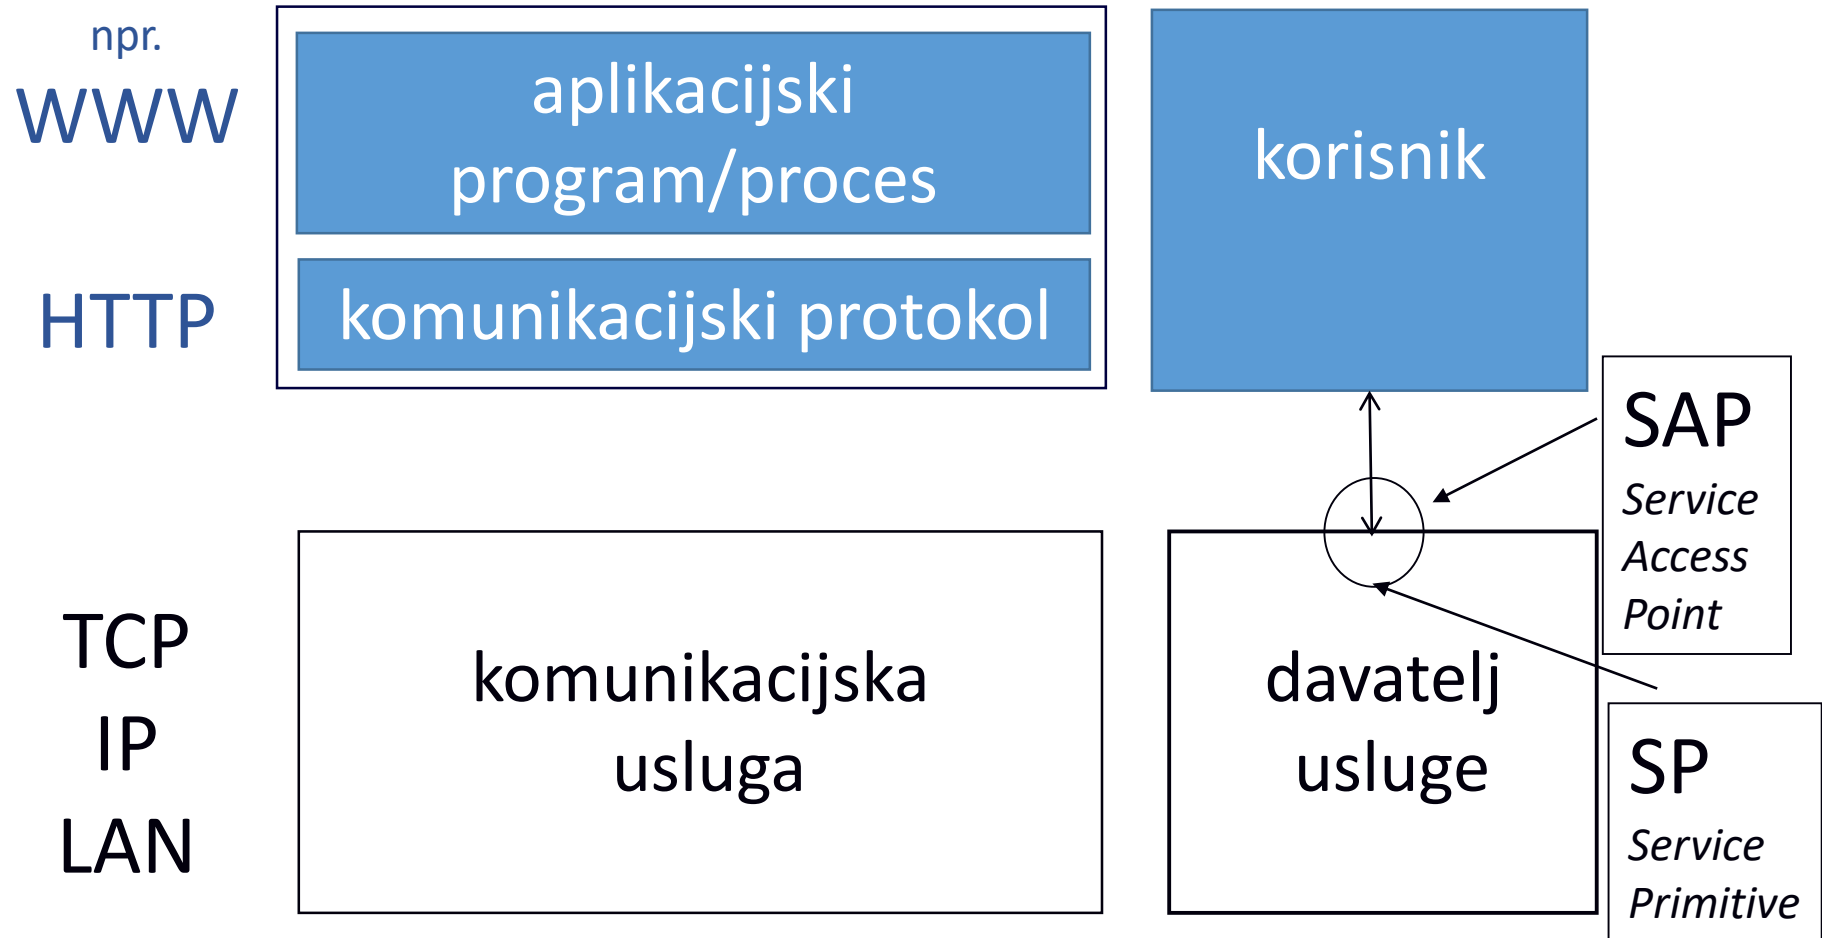 npr.
WWW
HTTP
aplikacijski
program/proces
komunikacijski protokol
korisnik
SAP
Service
Access
Point
TCP
IP
LAN
komunikacijska
usluga
davatelj
usluge
SP
Service
Primitive